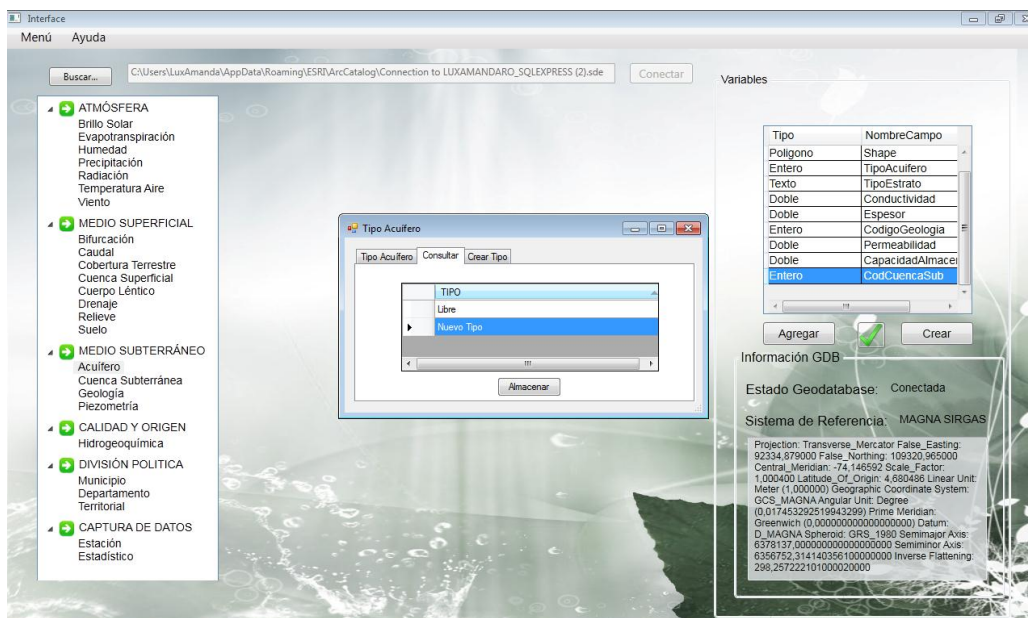 Interface
Menú Ayuda
Buscar... C:\Users\LuxAmanda\AppData\Roaming\ESRI\ArcCatalog\Connection to LUXAMANDARO_SQLEXPRESS (2).sde Conectar
ATMÓSFERA
Brillo Solar
Evapotranspiración
Humedad
Precipitación
Radiación
Temperatura Aire
Viento
MEDIO SUPERFICIAL
Bifurcación
Caudal
Cobertura Terrestre
Cuenca Superficial
Cuerpo Léntico
Drenaje
Relieve
Suelo
MEDIO SUBTERRÁNEO
Acuífero
Cuenca Subterránea
Geología
Piezometría
CALIDAD Y ORIGEN
Hidrogeoquímica
DIVISIÓN POLITICA
Municipio
Departamento
Territorial
CAPTURA DE DATOS
Estación
Estadístico
Tipo Acuífero
Tipo Acuífero Consultar Crear Tipo
TIPO
Libre
Nuevo Tipo
Almacenar
Variables
Tipo NombreCampo
Poligono Shape
Entero TipoAcuifero
Texto TipoEstrato
Doble Conductividad
Doble Espesor
Entero CodigoGeologia
Doble Permeabilidad
Doble CapacidadAlmacer
Entero CodCuencaSub
Agregar Crear
Información GDB
Estado Geodatabase: Conectada
Sistema de Referencia: MAGNA SIRGAS
Projection: Transverse_Mercator False_Easting:
92334,879000 False_Northing: 109320,965000
Central_Meridian: -74,146592 Scale_Factor:
1,000400 Latitude_Of_Origin: 4,680486 Linear Unit:
Meter (1,000000) Geographic Coordinate System:
GCS_MAGNA Angular Unit: Degree
(0,017453292519943299) Prime Meridian:
Greenwich (0,000000000000000000) Datum:
D_MAGNA Spheroid: GRS_1980 Semimajor Axis:
6378137,000000000000000000 Semiminor Axis:
6356752,314140356100000000 Inverse Flattening:
298,257222101000020000